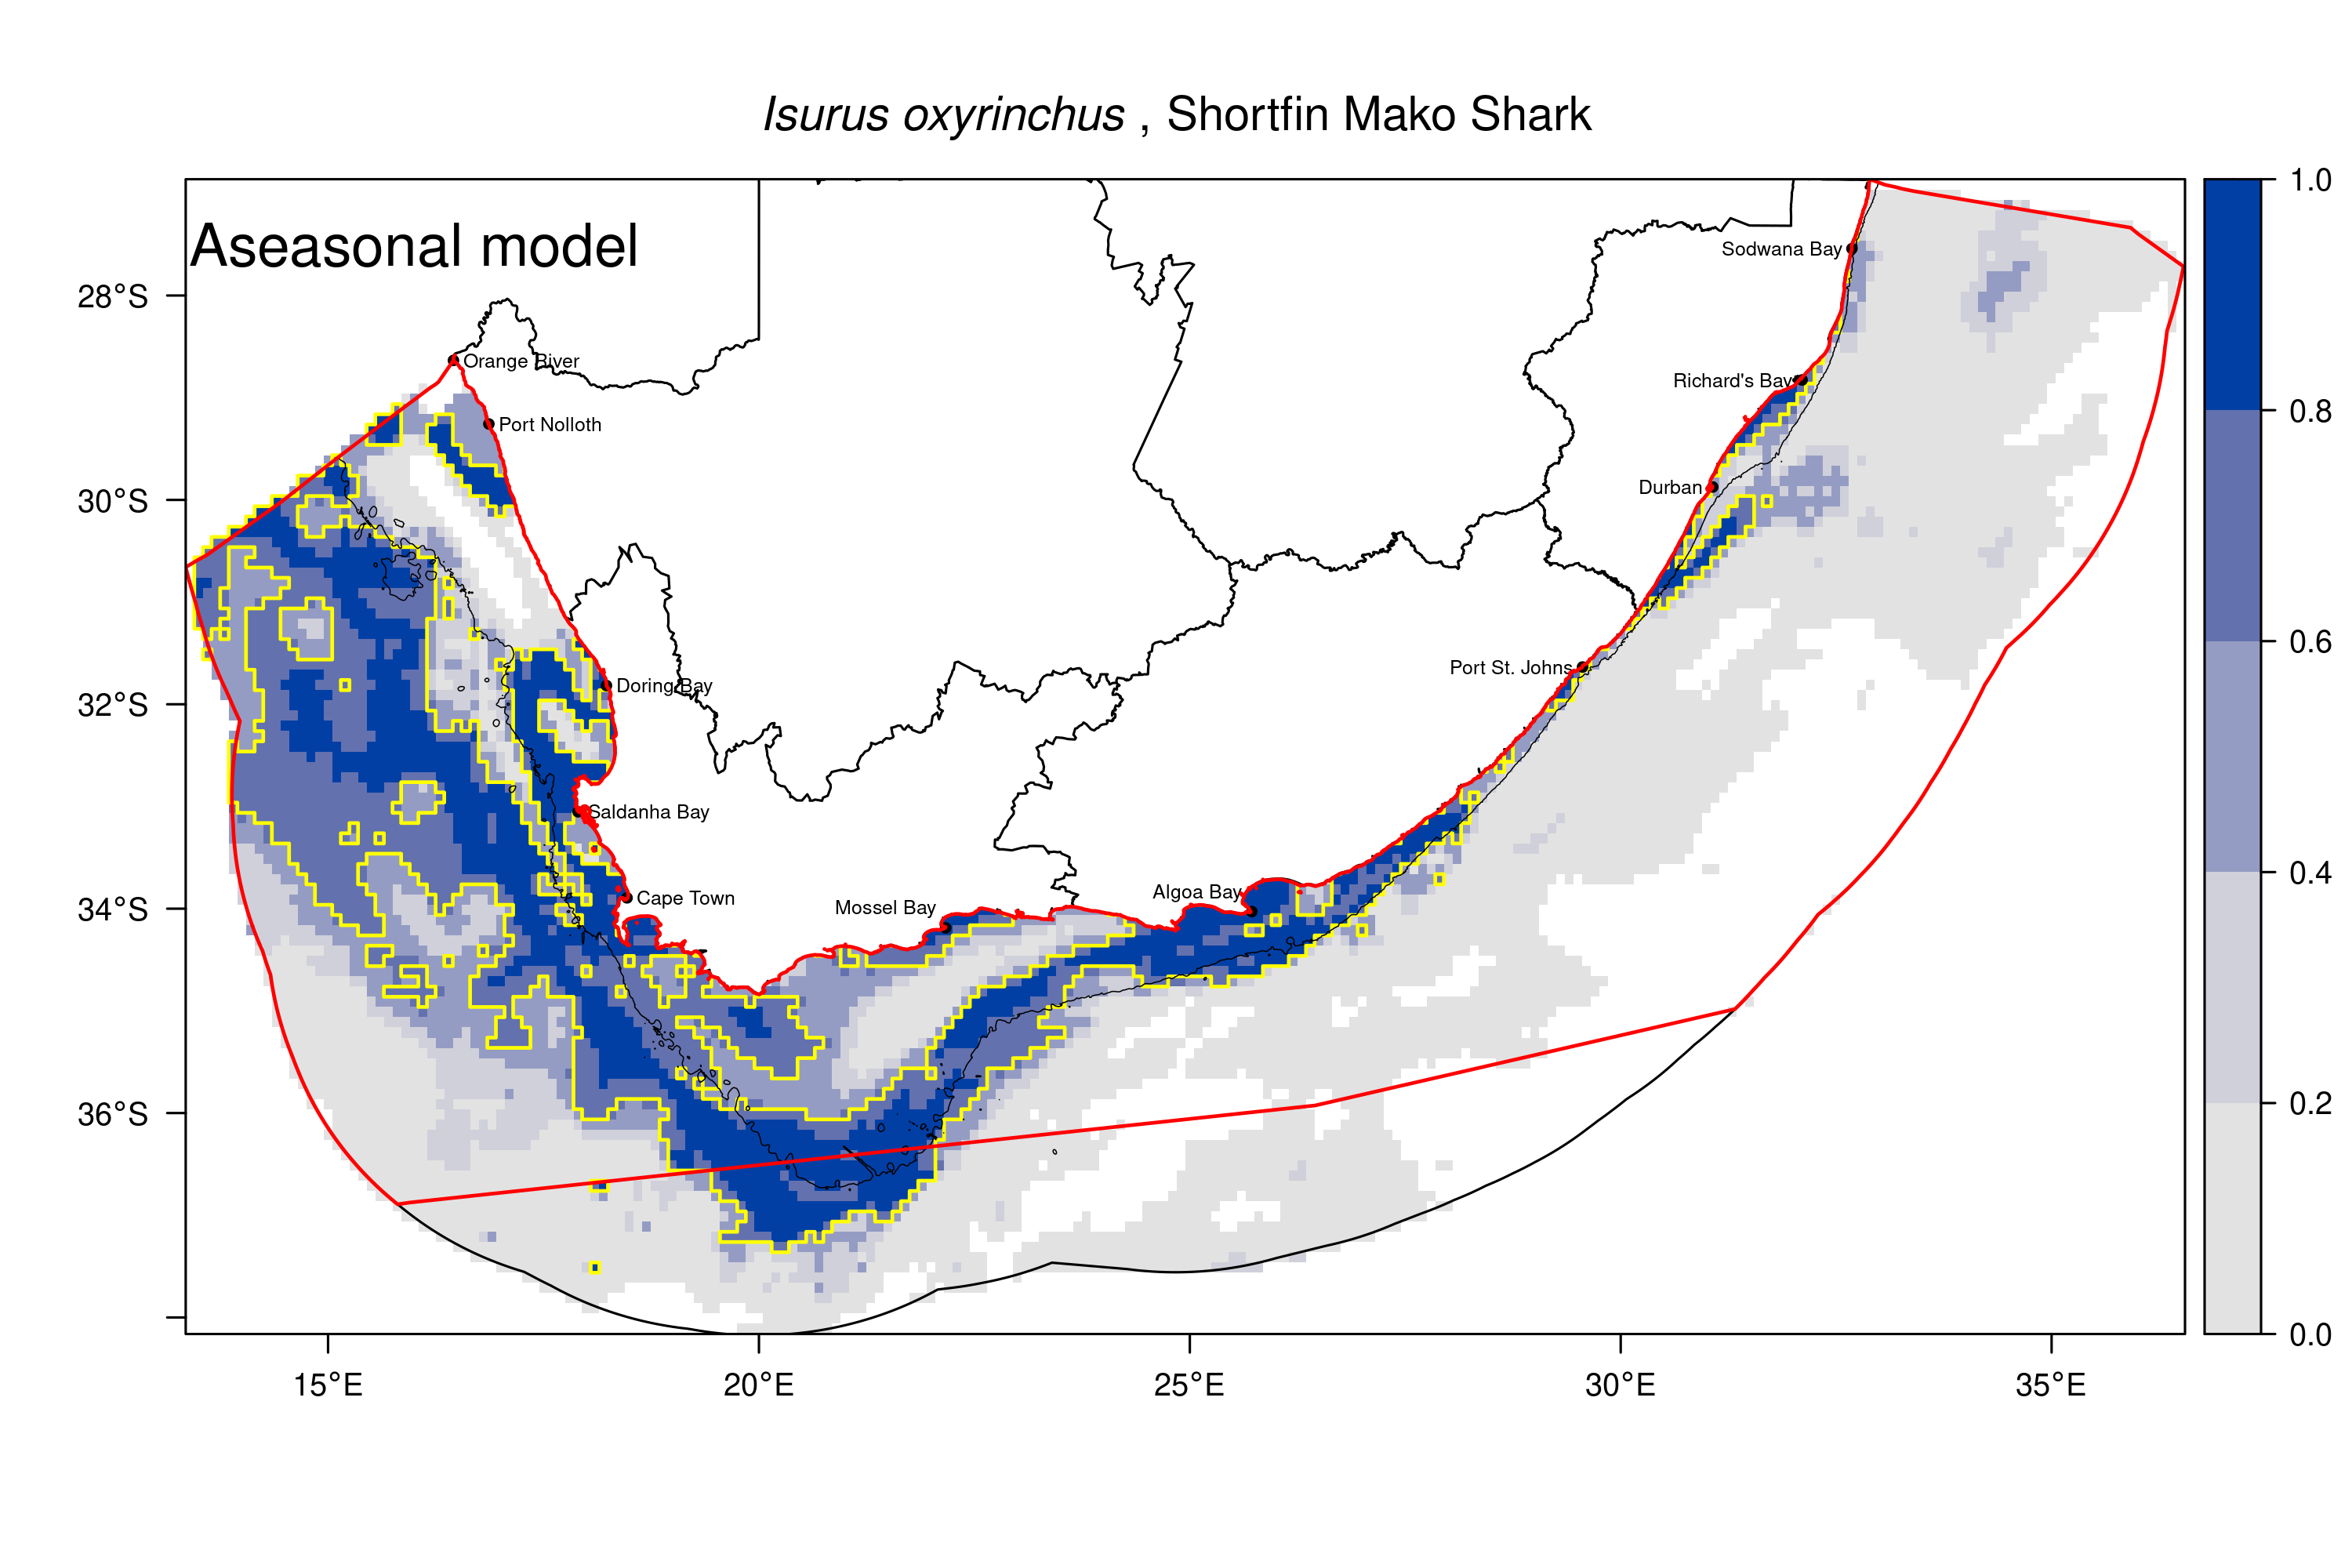 Isurus oxyrinchus , Shortfin Mako Shark
Aseasonal model
1.0
0.8
0.6
0.4
0.2
0.0
28°S
30°S
32°S
34°S
36°S
15°E
20°E
25°E
30°E
35°E
Sodwana Bay
Orange River
Richard's Bay
Port Nolloth
Durban
Port St. Johns
Doring Bay
Saldanha Bay
Algoa Bay
Cape Town
Mossel Bay